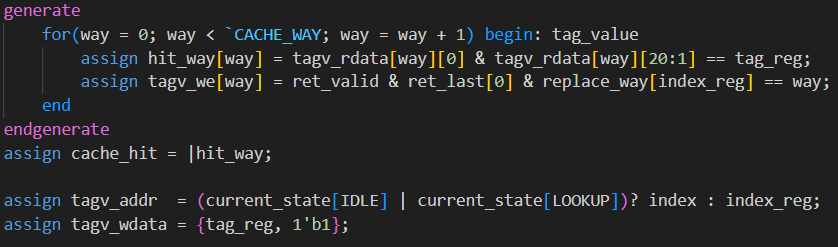 generate
    for(way = 0; way < `CACHE_WAY; way = way + 1) begin: tag_value
        assign hit_way[way] = tagv_rdata[way][0] & tagv_rdata[way][20:1] == tag_reg;
        assign tagv_we[way] = ret_valid & ret_last[0] & replace_way[index_reg] == way;
    end
endgenerate
assign cache_hit = |hit_way;

assign tagv_addr  = (current_state[IDLE] | current_state[LOOKUP])? index : index_reg;
assign tagv_wdata = {tag_reg, 1'b1};